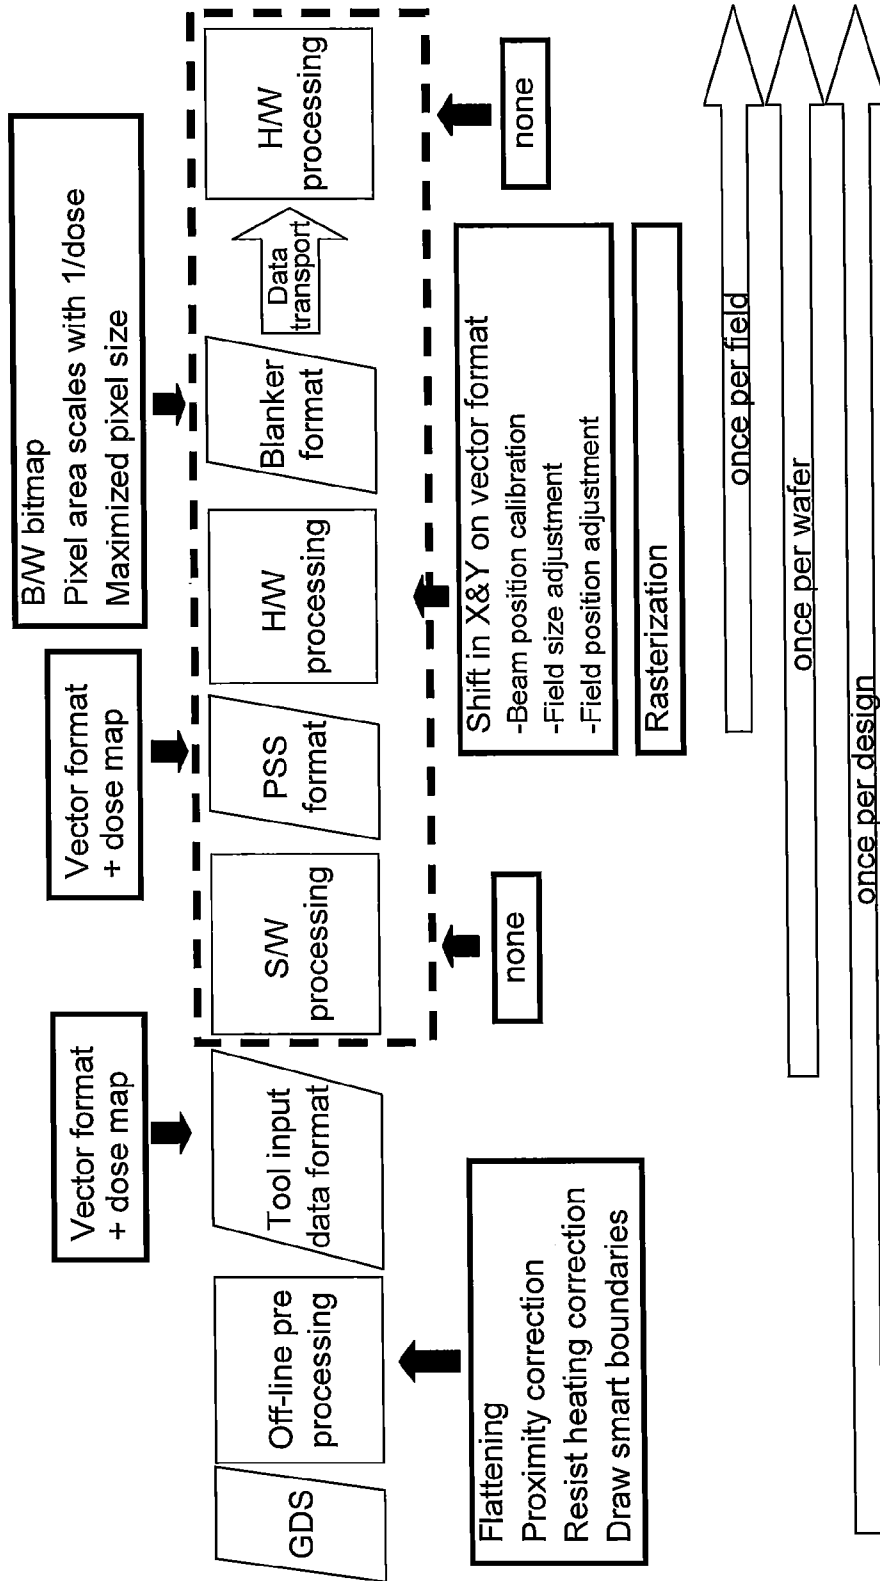 Vector format
+ dose map
Vector format
+ dose map
B/W bitmap
Pixel area scales with 1/dose
Maximized pixel size
GDS
Off-line pre
processing
Tool input
data format
S/W
processing
PSS
format
H/W
processing
Blanker
format
Data
transport
H/W
processing
Flattening
Proximity correction
Resist heating correction
Draw smart boundaries
none
Shift in X&Y on vector format
-Beam position calibration
-Field size adjustment
-Field position adjustment
Rasterization
none
once per field
once per wafer
once per design